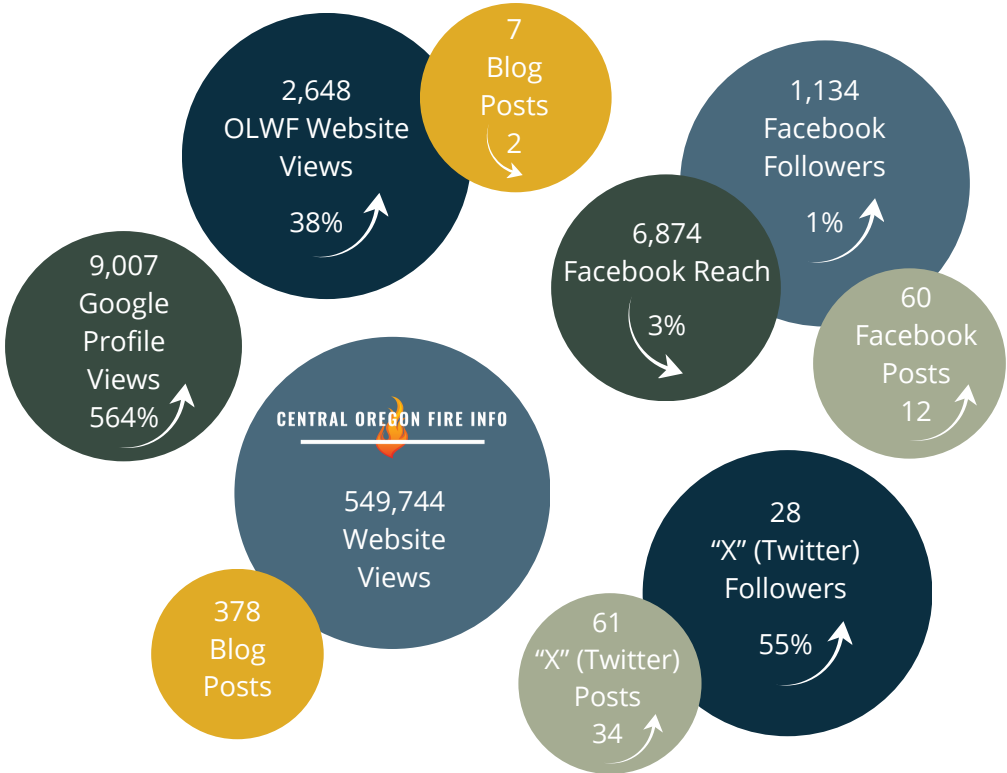 2,648
OLWF Website
Views
38%
7
Blog
Posts
2
1,134
Facebook
Followers
1%
6,874
Facebook Reach
3%
60
Facebook
Posts
12
9,007
Google
Profile
Views
564%
CENTRAL OREGON FIRE INFO
549,744
Website
Views
378
Blog
Posts
28
“X” (Twitter)
Followers
55%
61
“X” (Twitter)
Posts
34